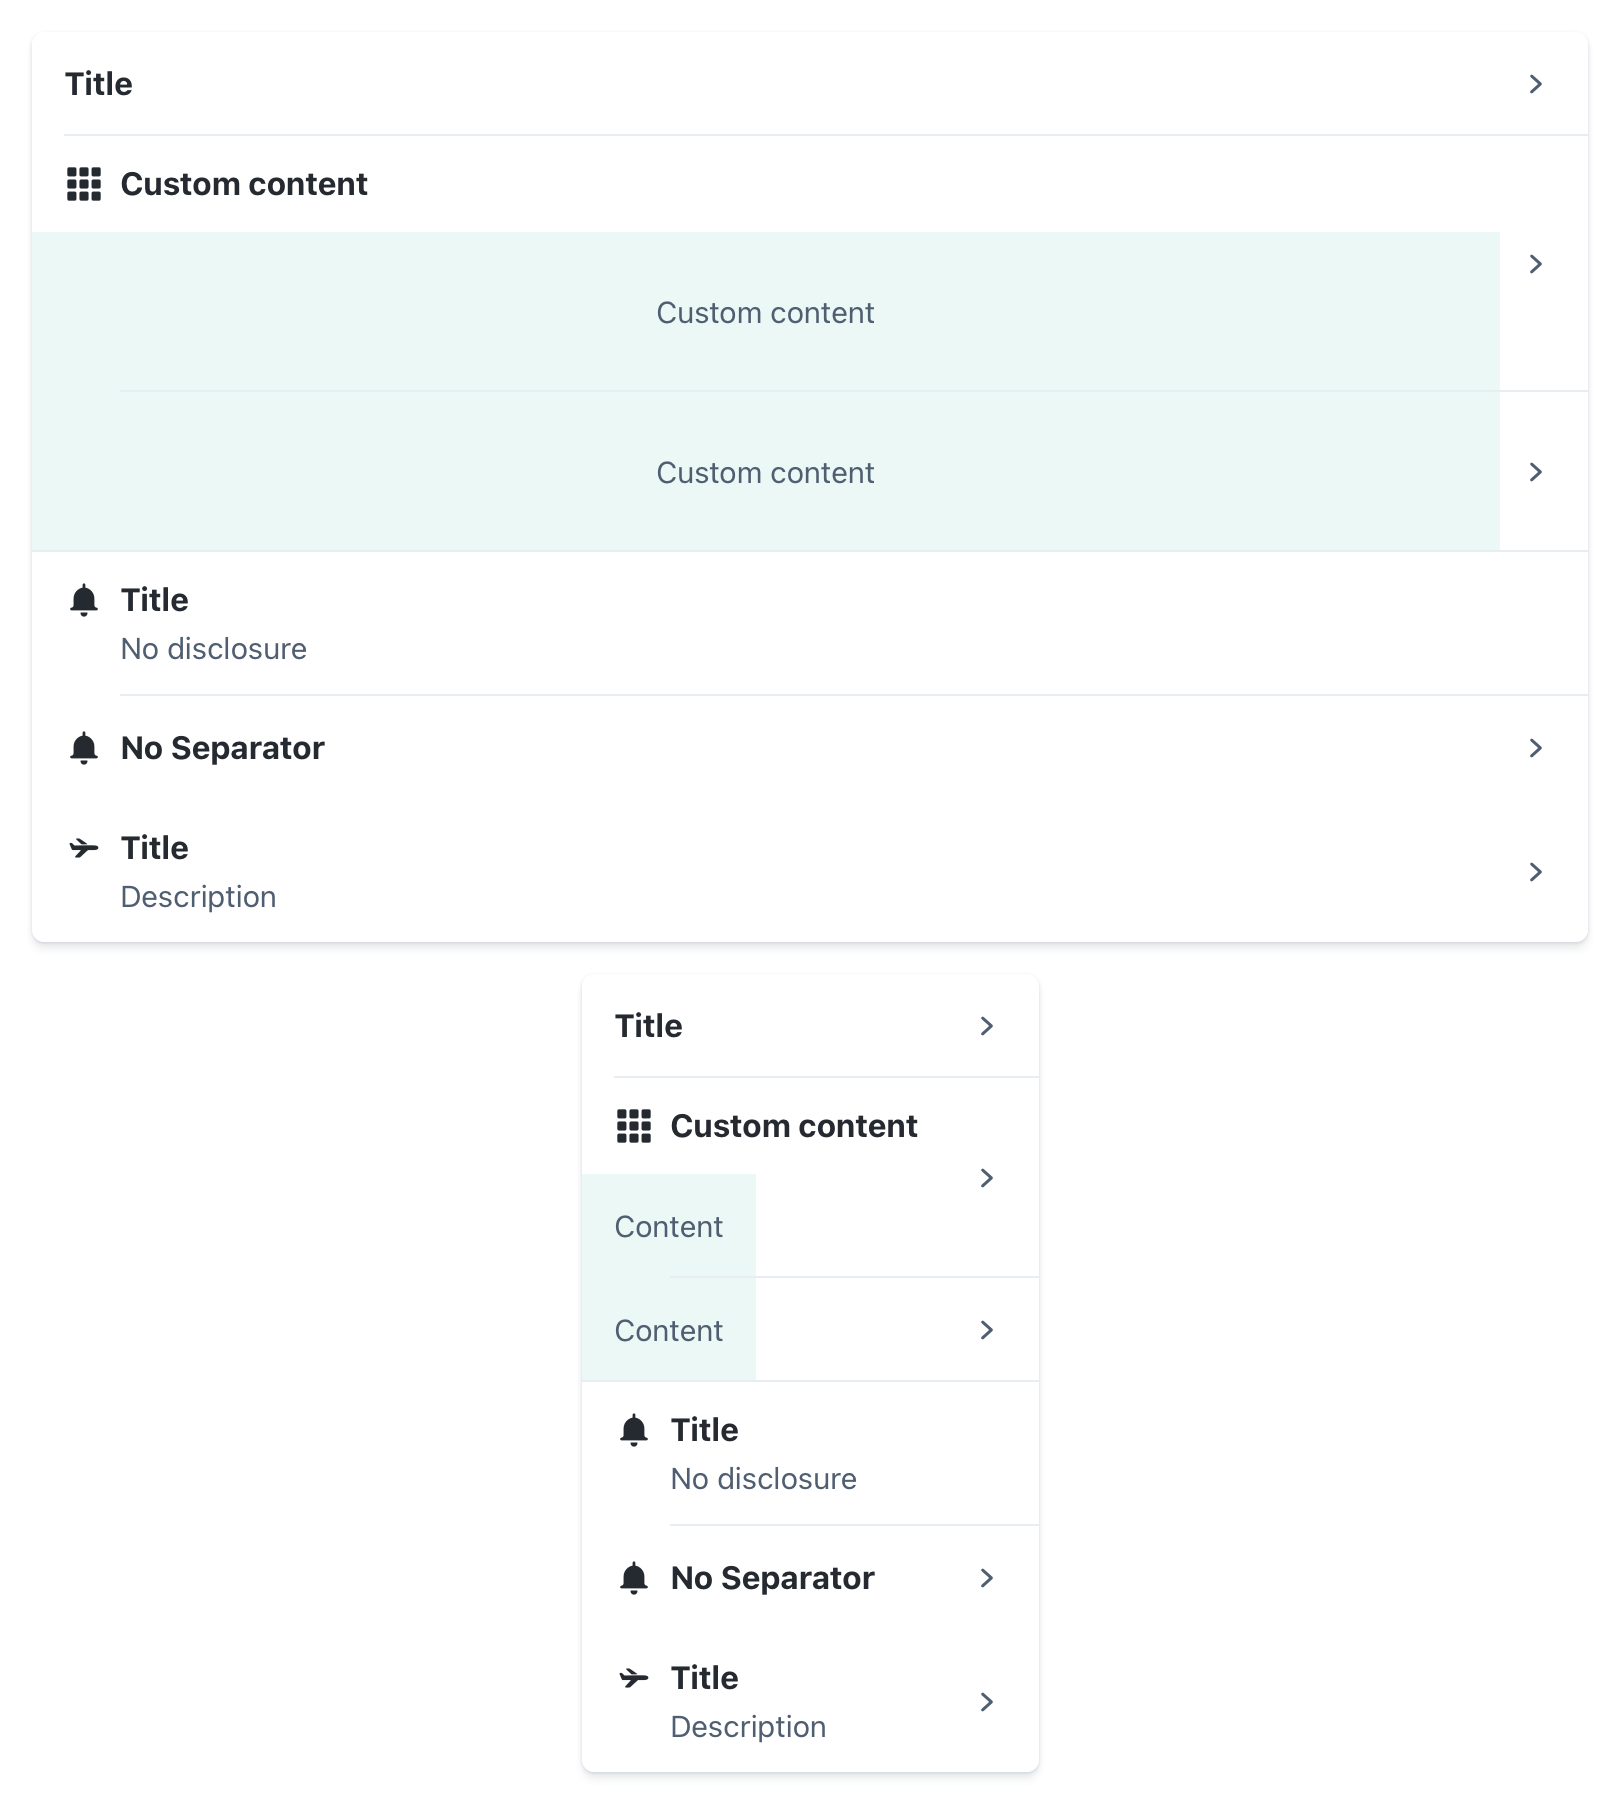 Title
Custom content
Custom content
Custom content
Title
No disclosure
No Separator
Title
Description
Title
Custom content
Content
Content
Title
No disclosure
No Separator
Title
Description